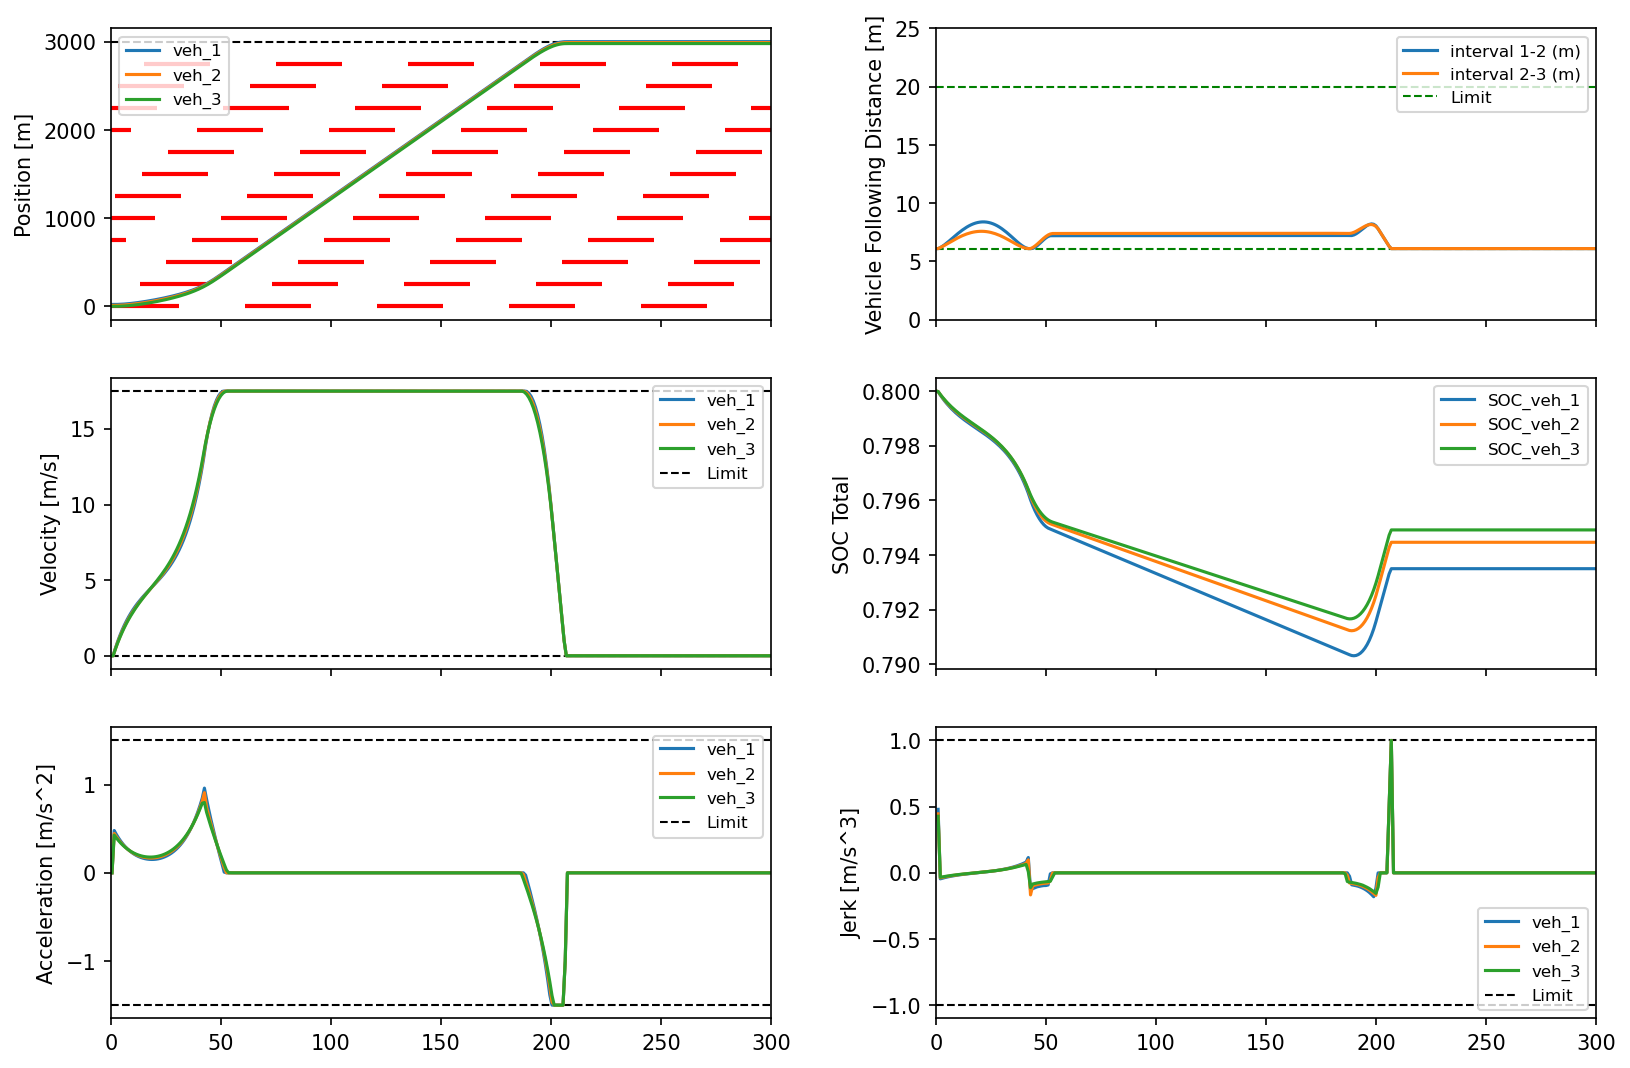 Position [m]
3000
2000
1000
0
veh_1
veh_2
veh_3
Vehicle Following Distance [m]
25
20
15
10
5
0
interval 1-2 (m)
interval 2-3 (m)
Limit
Velocity [m/s]
15
10
5
0
veh_1
veh_2
veh_3
Limit
SOC Total
0.800
0.798
0.796
0.794
0.792
0.790
SOC_veh_1
SOC_veh_2
SOC_veh_3
Acceleration [m/s^2]
1
0
−1
veh_1
veh_2
veh_3
Limit
0 50 100 150 200 250 300
Jerk [m/s^3]
1.0
0.5
0.0
−0.5
−1.0
veh_1
veh_2
veh_3
Limit
0 50 100 150 200 250 300